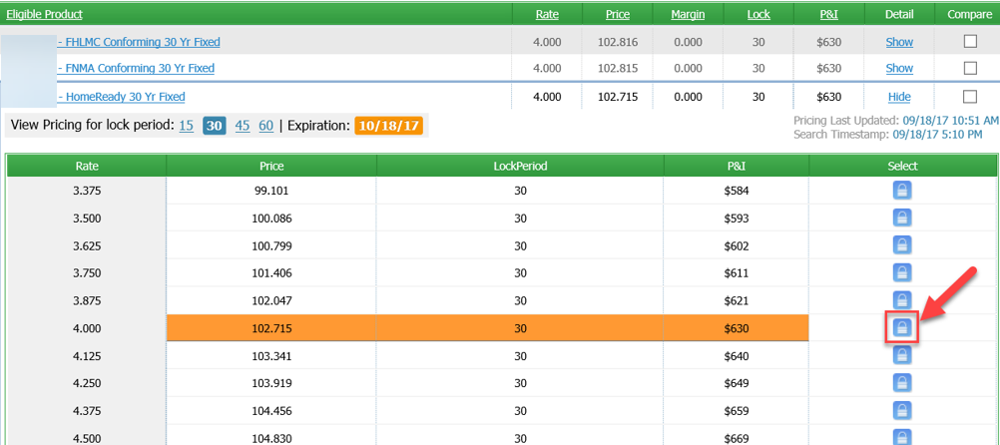 Eligible Product Rate Price Margin Lock P&I Detail Compare
- FHLMC Conforming 30 Yr Fixed 4.000 102.816 0.000 30 $630 Show
- FNMA Conforming 30 Yr Fixed 4.000 102.815 0.000 30 $630 Show
- HomeReady 30 Yr Fixed 4.000 102.715 0.000 30 $630 Hide
View Pricing for lock period: 15 30 45 60 | Expiration: 10/18/17
Pricing Last Updated: 09/18/17 10:51 AM
Search Timestamp: 09/18/17 5:10 PM
Rate Price LockPeriod P&I Select
3.375 99.101 30 $584
3.500 100.086 30 $593
3.625 100.799 30 $602
3.750 101.406 30 $611
3.875 102.047 30 $621
4.000 102.715 30 $630
4.125 103.341 30 $640
4.250 103.919 30 $649
4.375 104.456 30 $659
4.500 104.830 30 $669